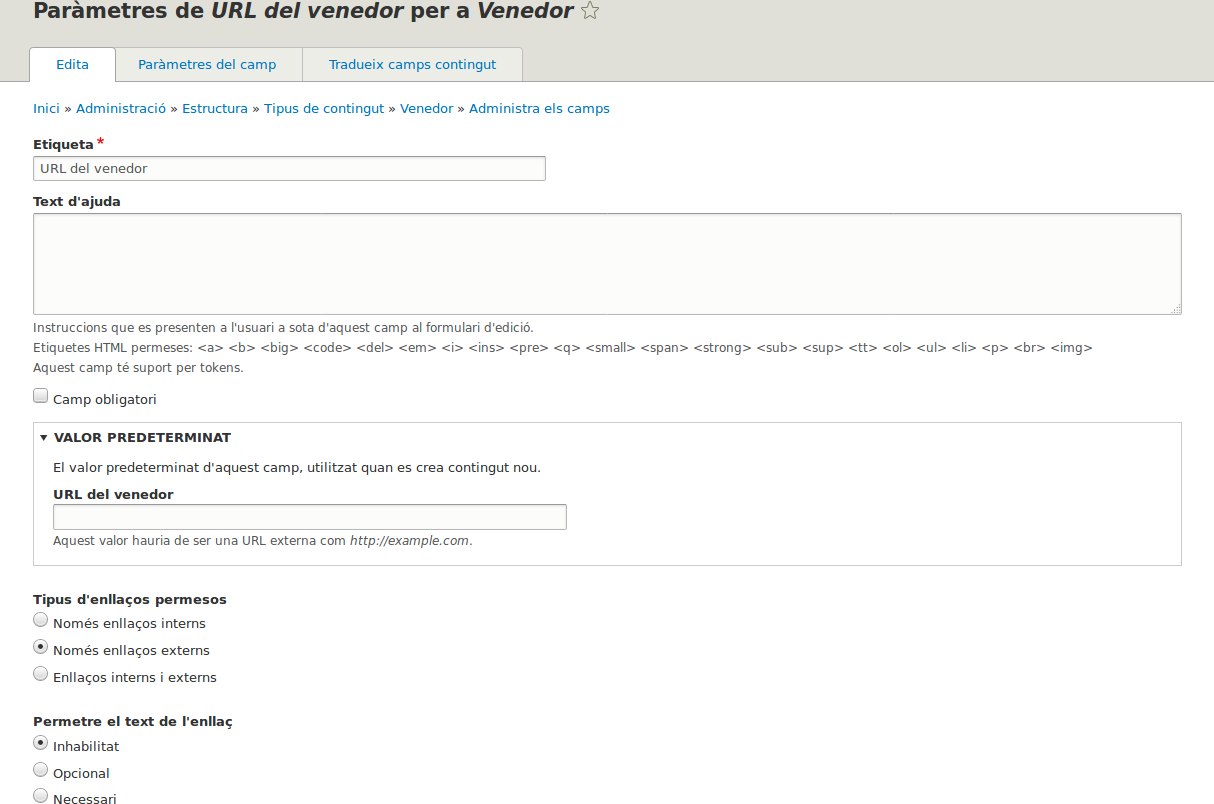 Paràmetres de URL del venedor per a Venedor
Edita
Paràmetres del camp
Tradueix camps contingut
Inici » Administració » Estructura » Tipus de contingut » Venedor » Administra els camps
Etiqueta *
URL del venedor
Text d'ajuda
Instruccions que es presenten a l'usuari a sota d'aquest camp al formulari d'edició.
Etiquetes HTML permeses: <a> <b> <big> <code> <del> <em> <i> <ins> <pre> <q> <small> <span> <strong> <sub> <sup> <tt> <ol> <ul> <li> <p> <br> <img>
Aquest camp té suport per tokens.
Camp obligatori
VALOR PREDETERMINAT
El valor predeterminat d'aquest camp, utilitzat quan es crea contingut nou.
URL del venedor
Aquest valor hauria de ser una URL externa com http://example.com.
Tipus d'enllaços permesos
Només enllaços interns
Només enllaços externs
Enllaços interns i externs
Permetre el text de l'enllaç
Inhabilitat
Opcional
Necessari